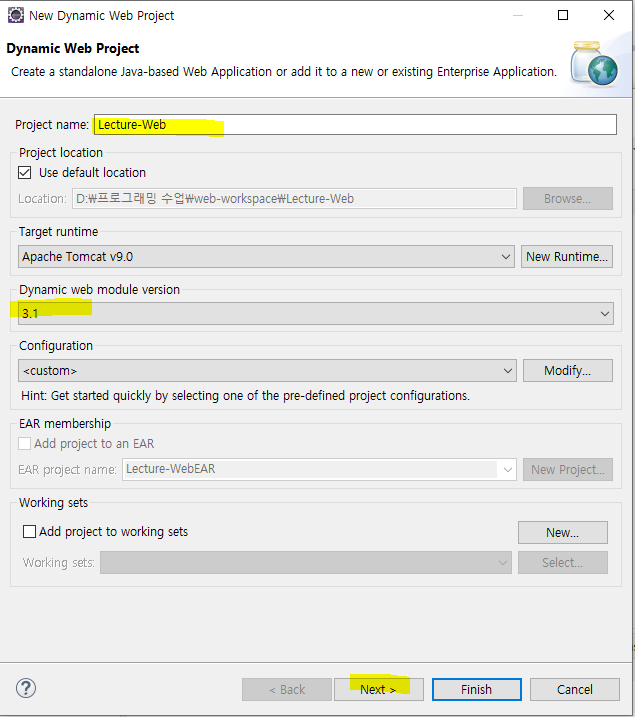 New Dynamic Web Project
Dynamic Web Project
Create a standalone Java-based Web Application or add it to a new or existing Enterprise Application.
Project name: Lecture-Web
Project location
Use default location
Location: D:₩프로그래밍 수업₩web-workspace₩Lecture-Web Browse...
Target runtime
Apache Tomcat v9.0 New Runtime...
Dynamic web module version
3.1
Configuration
<custom> Modify...
Hint: Get started quickly by selecting one of the pre-defined project configurations.
EAR membership
Add project to an EAR
EAR project name: Lecture-WebEAR New Project...
Working sets
Add project to working sets New...
Working sets: Select...
? < Back Next > Finish Cancel